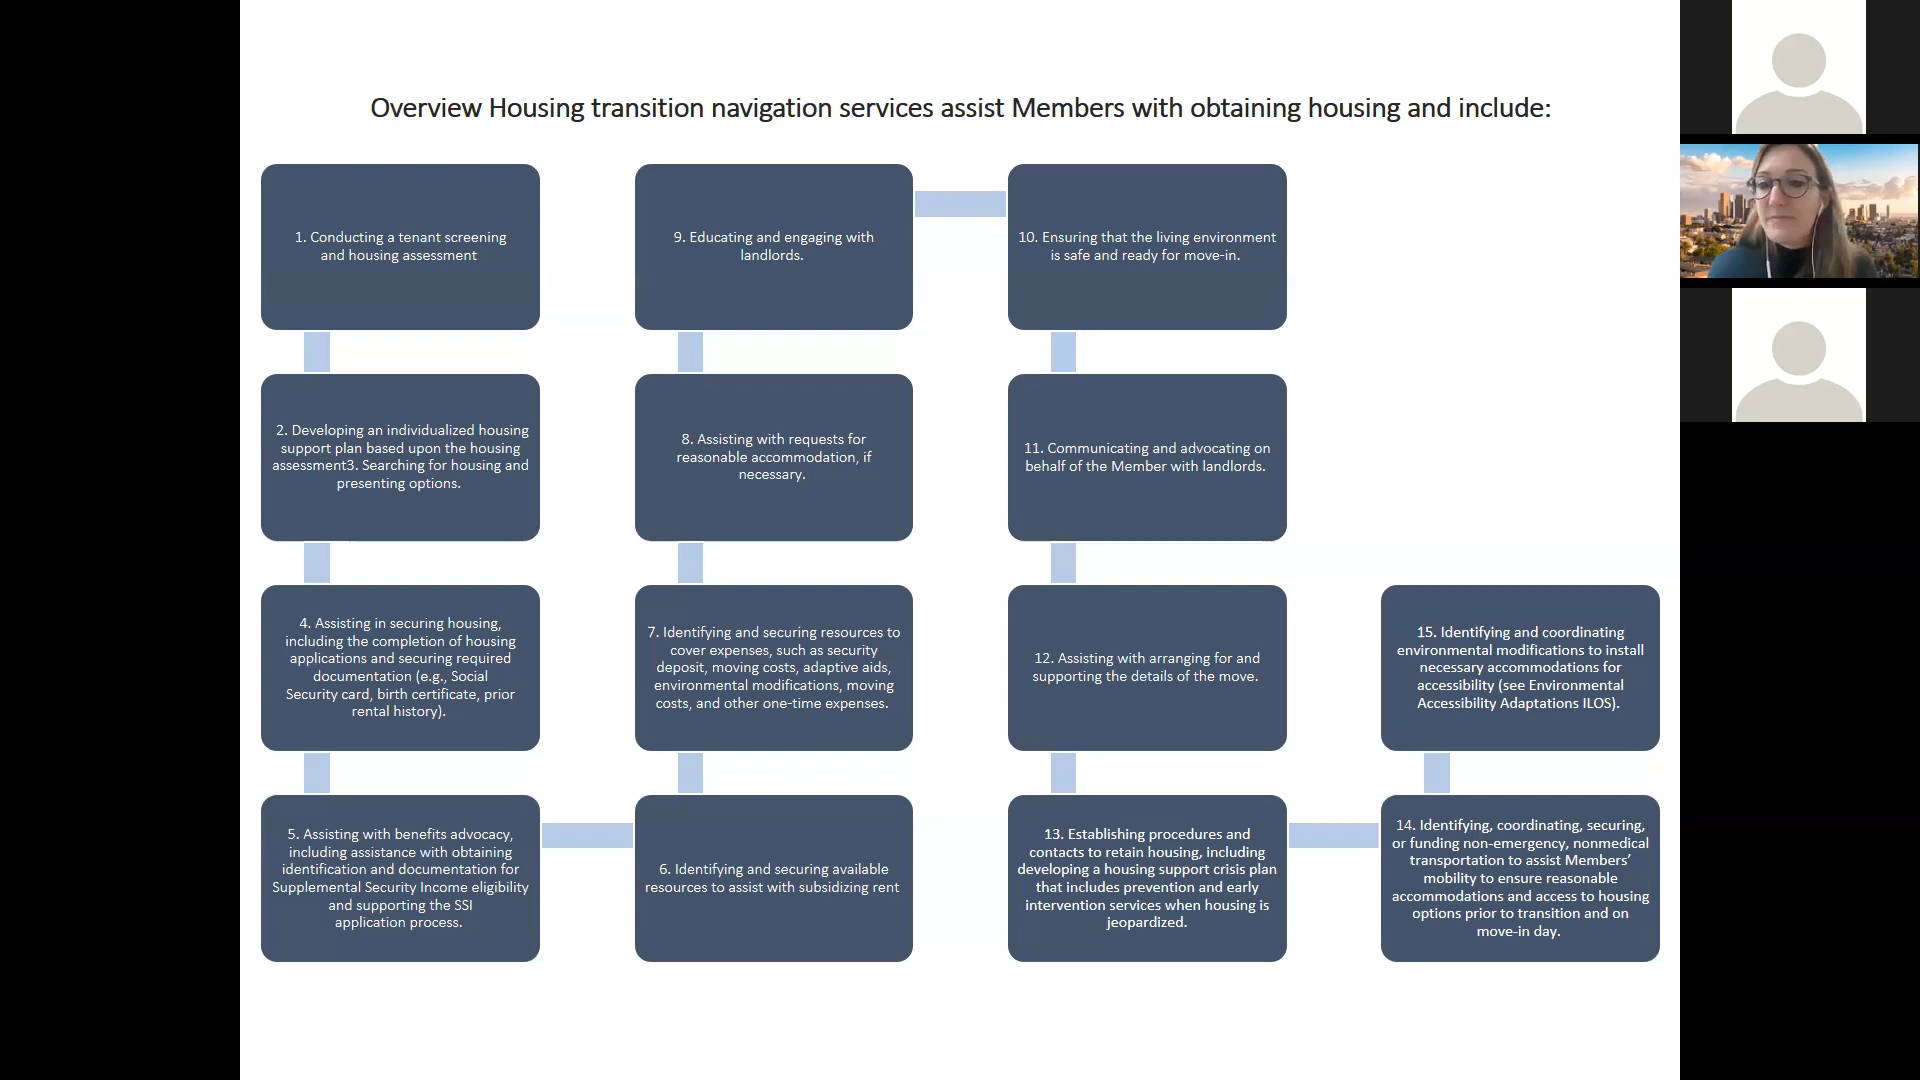 Overview Housing transition navigation services assist Members with obtaining housing and include:
1. Conducting a tenant screening
and housing assessment
2. Developing an individualized housing
support plan based upon the housing
assessment3. Searching for housing and
presenting options.
4. Assisting in securing housing,
including the completion of housing
applications and securing required
documentation (e.g., Social
Security card, birth certificate, prior
rental history).
5. Assisting with benefits advocacy,
including assistance with obtaining
identification and documentation for
Supplemental Security Income eligibility
and supporting the SSI
application process.
6. Identifying and securing available
resources to assist with subsidizing rent
7. Identifying and securing resources to
cover expenses, such as security
deposit, moving costs, adaptive aids,
environmental modifications, moving
costs, and other one-time expenses.
8. Assisting with requests for
reasonable accommodation, if
necessary.
9. Educating and engaging with
landlords.
10. Ensuring that the living environment
is safe and ready for move-in.
11. Communicating and advocating on
behalf of the Member with landlords.
12. Assisting with arranging for and
supporting the details of the move.
13. Establishing procedures and
contacts to retain housing, including
developing a housing support crisis plan
that includes prevention and early
intervention services when housing is
jeopardized.
14. Identifying, coordinating, securing,
or funding non-emergency, nonmedical
transportation to assist Members’
mobility to ensure reasonable
accommodations and access to housing
options prior to transition and on
move-in day.
15. Identifying and coordinating
environmental modifications to install
necessary accommodations for
accessibility (see Environmental
Accessibility Adaptations ILOS).